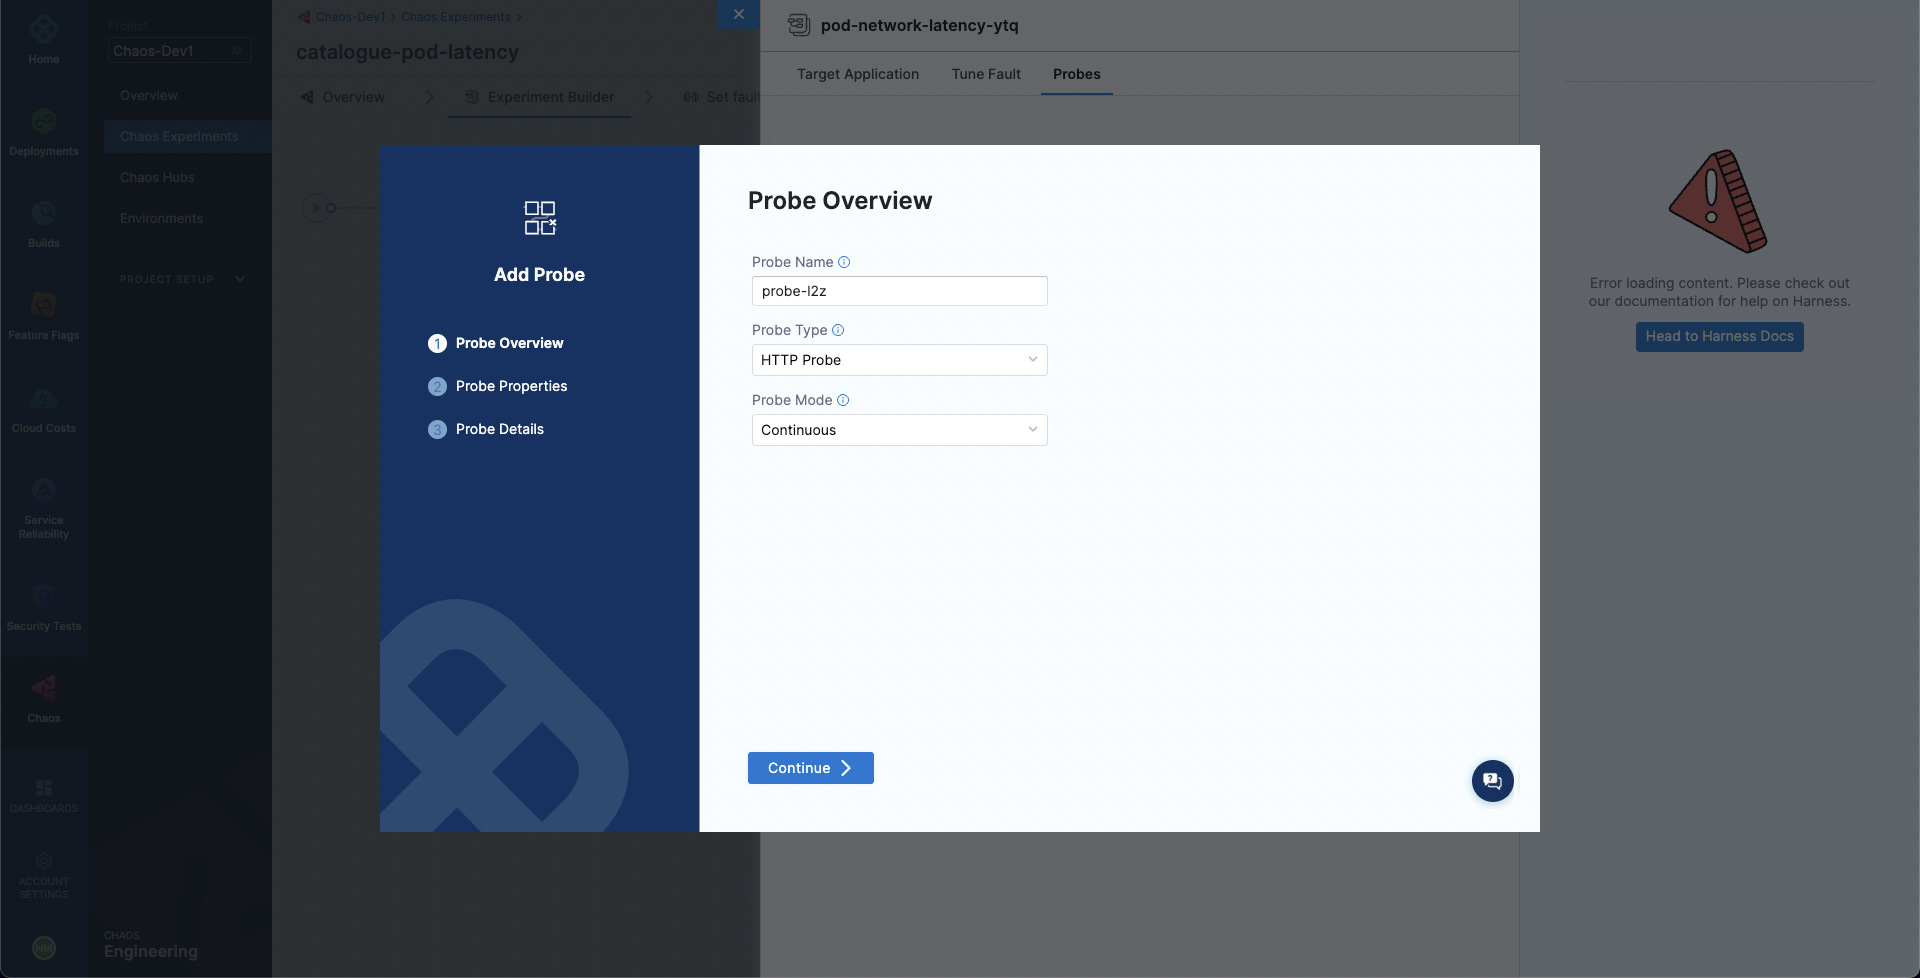 Home
Deployments
Builds
Feature Flags
Cloud Costs
Service
Reliability
Security Tests
Chaos
DASHBOARDS
ACCOUNT
SETTINGS
NM
Project
Chaos-Dev1
Overview
Chaos Experiments
Chaos Hubs
Environments
PROJECT SETUP
CHAOS
Engineering
Chaos-Dev1 > Chaos Experiments >
catalogue-pod-latency
Overview
Experiment Builder
Set fault
pod-network-latency-ytq
Target Application
Tune Fault
Probes
Add Probe
1 Probe Overview
2 Probe Properties
3 Probe Details
Probe Overview
Probe Name
probe-l2z
Probe Type
HTTP Probe
Probe Mode
Continuous
Continue
Error loading content. Please check out
our documentation for help on Harness.
Head to Harness Docs